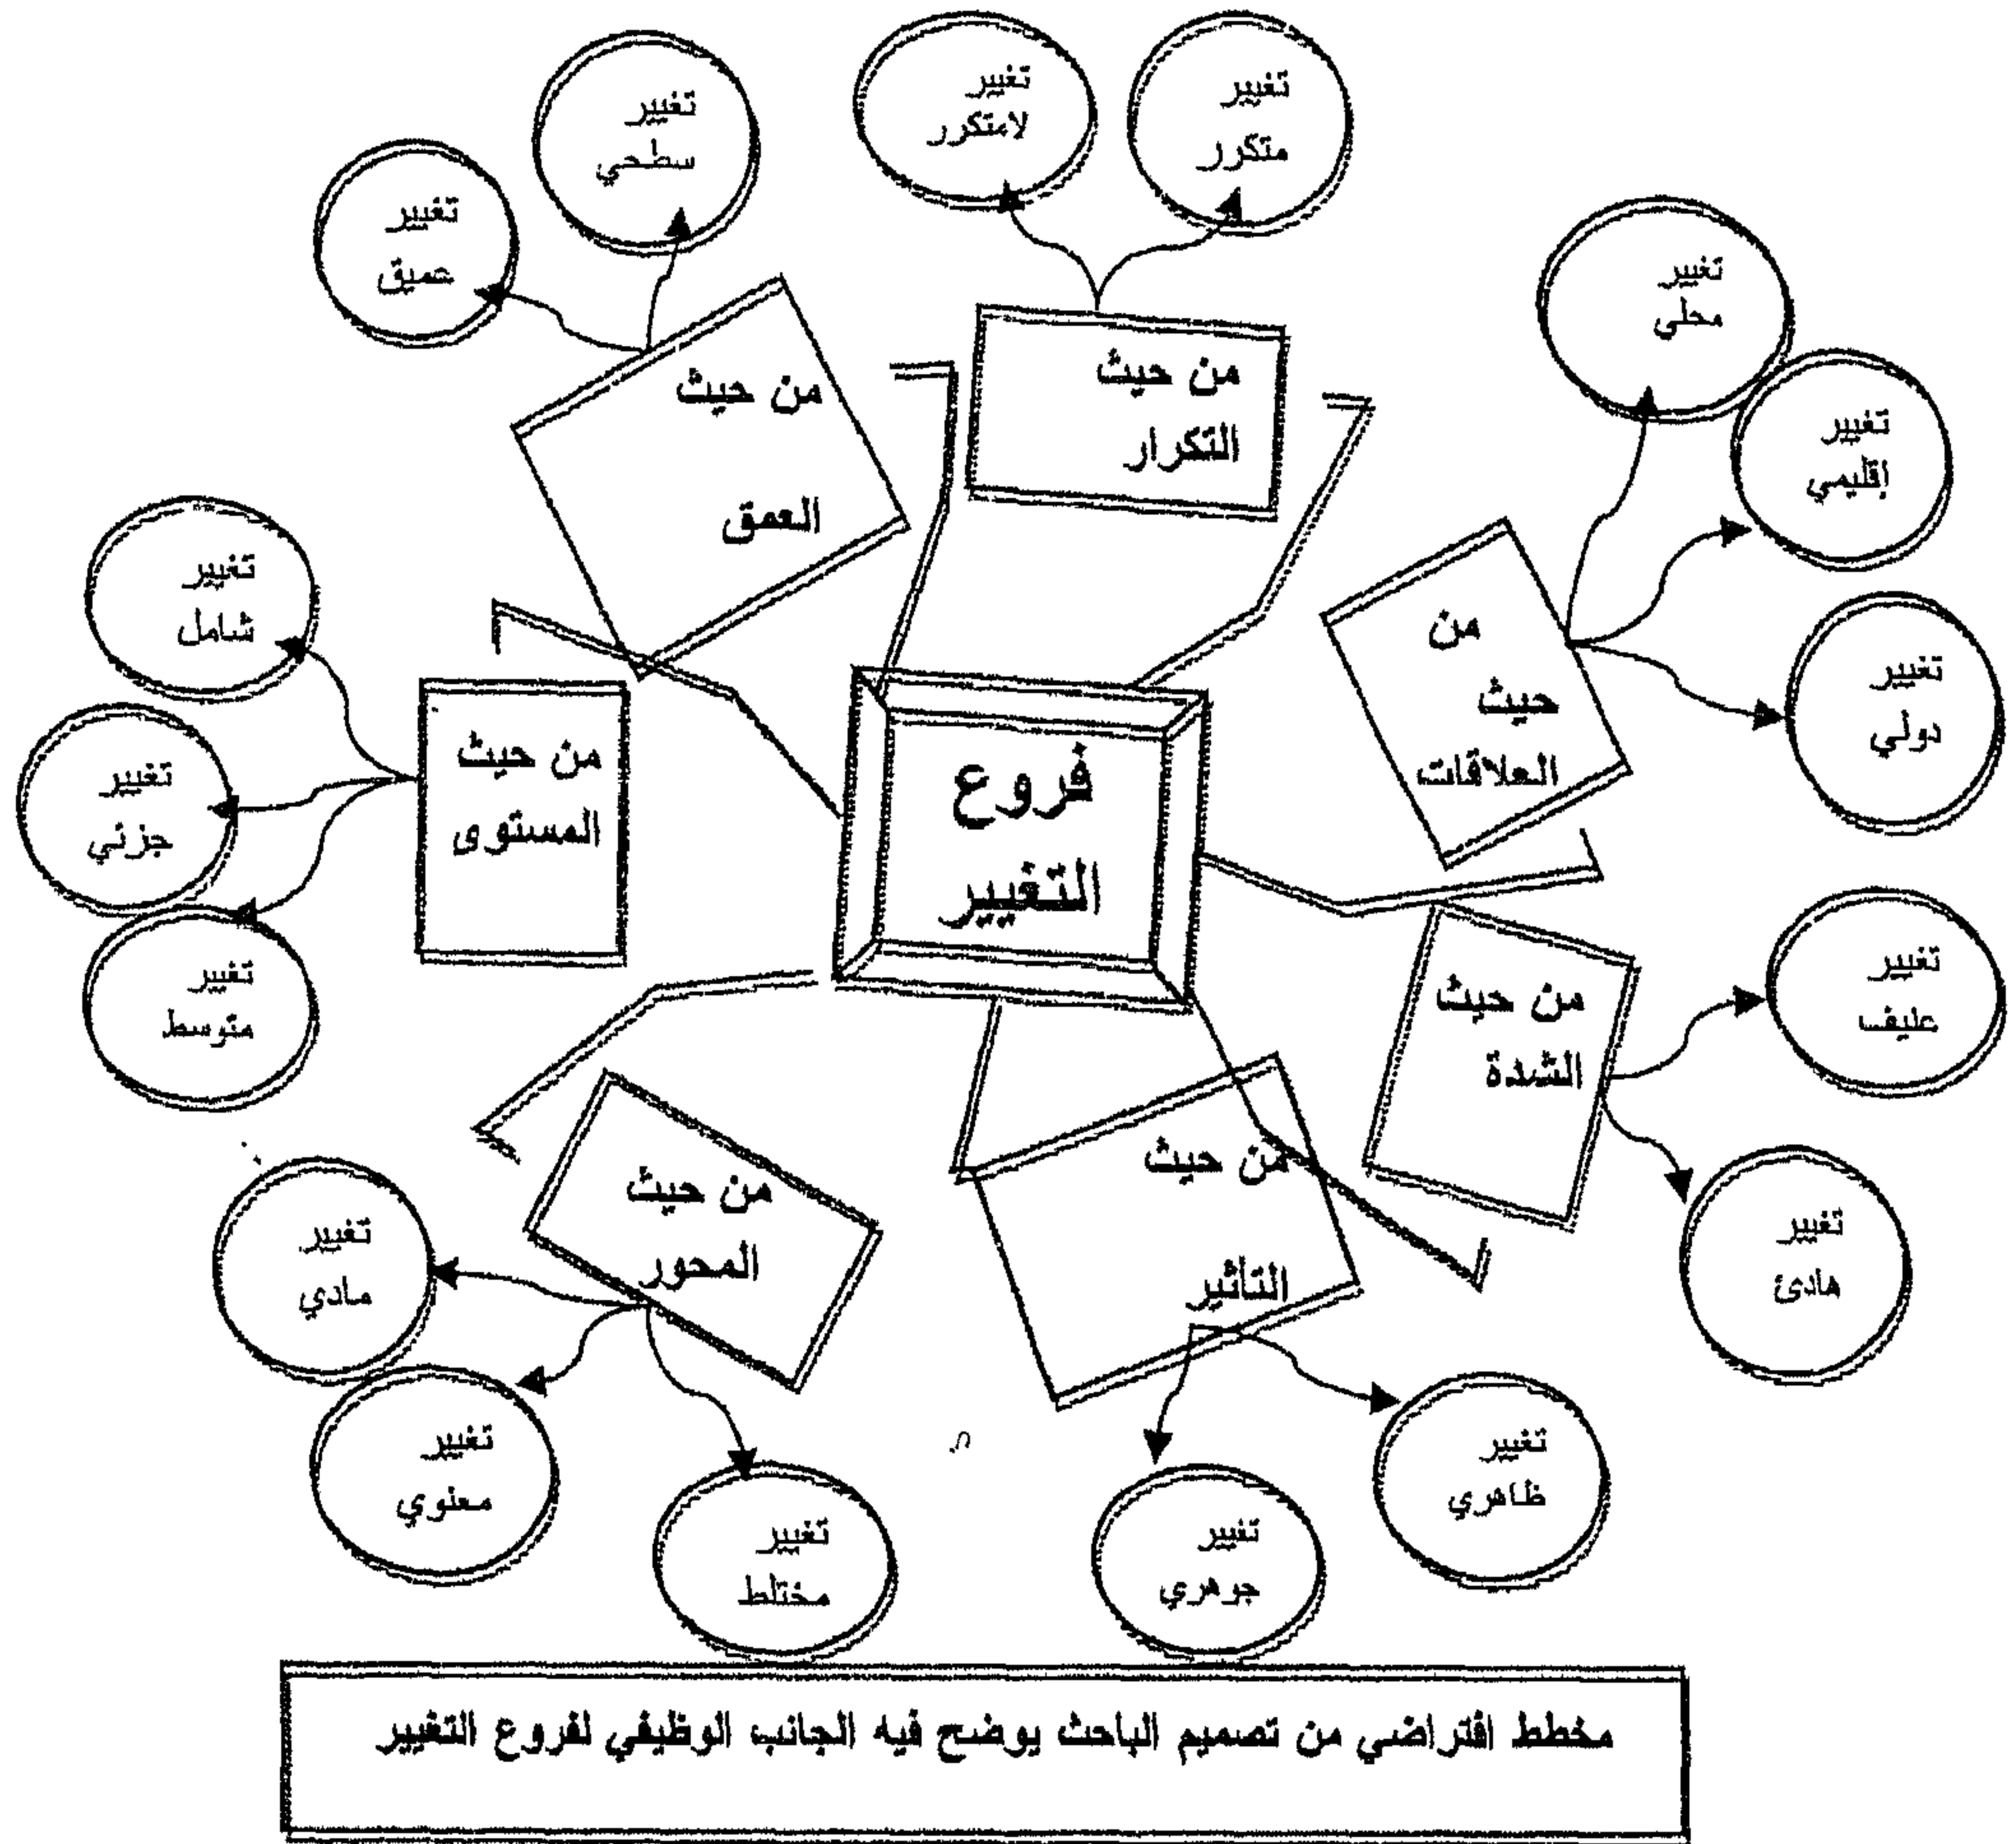 تغيير
متكرر
تغيير
لامتكرر
تغيير
سطحي
تغيير
عميق
من حيث
التكرار
من حيث
العمق
تغيير
محلي
تغيير
إقليمي
تغيير
دولي
من
حيث
العلاقات
تغيير
شامل
تغيير
جزئي
تغيير
متوسط
من حيث
المستوى
فروع
التغيير
من حيث
الشدة
تغيير
عنيف
تغيير
هادئ
من حيث
التأثير
تغيير
ظاهري
تغيير
جوهري
من حيث
المحور
تغيير
مادي
تغيير
معنوي
تغيير
مختلط
مخطط افتراضي من تصميم الباحث يوضح فيه الجانب الوظيفي لفروع التغيير